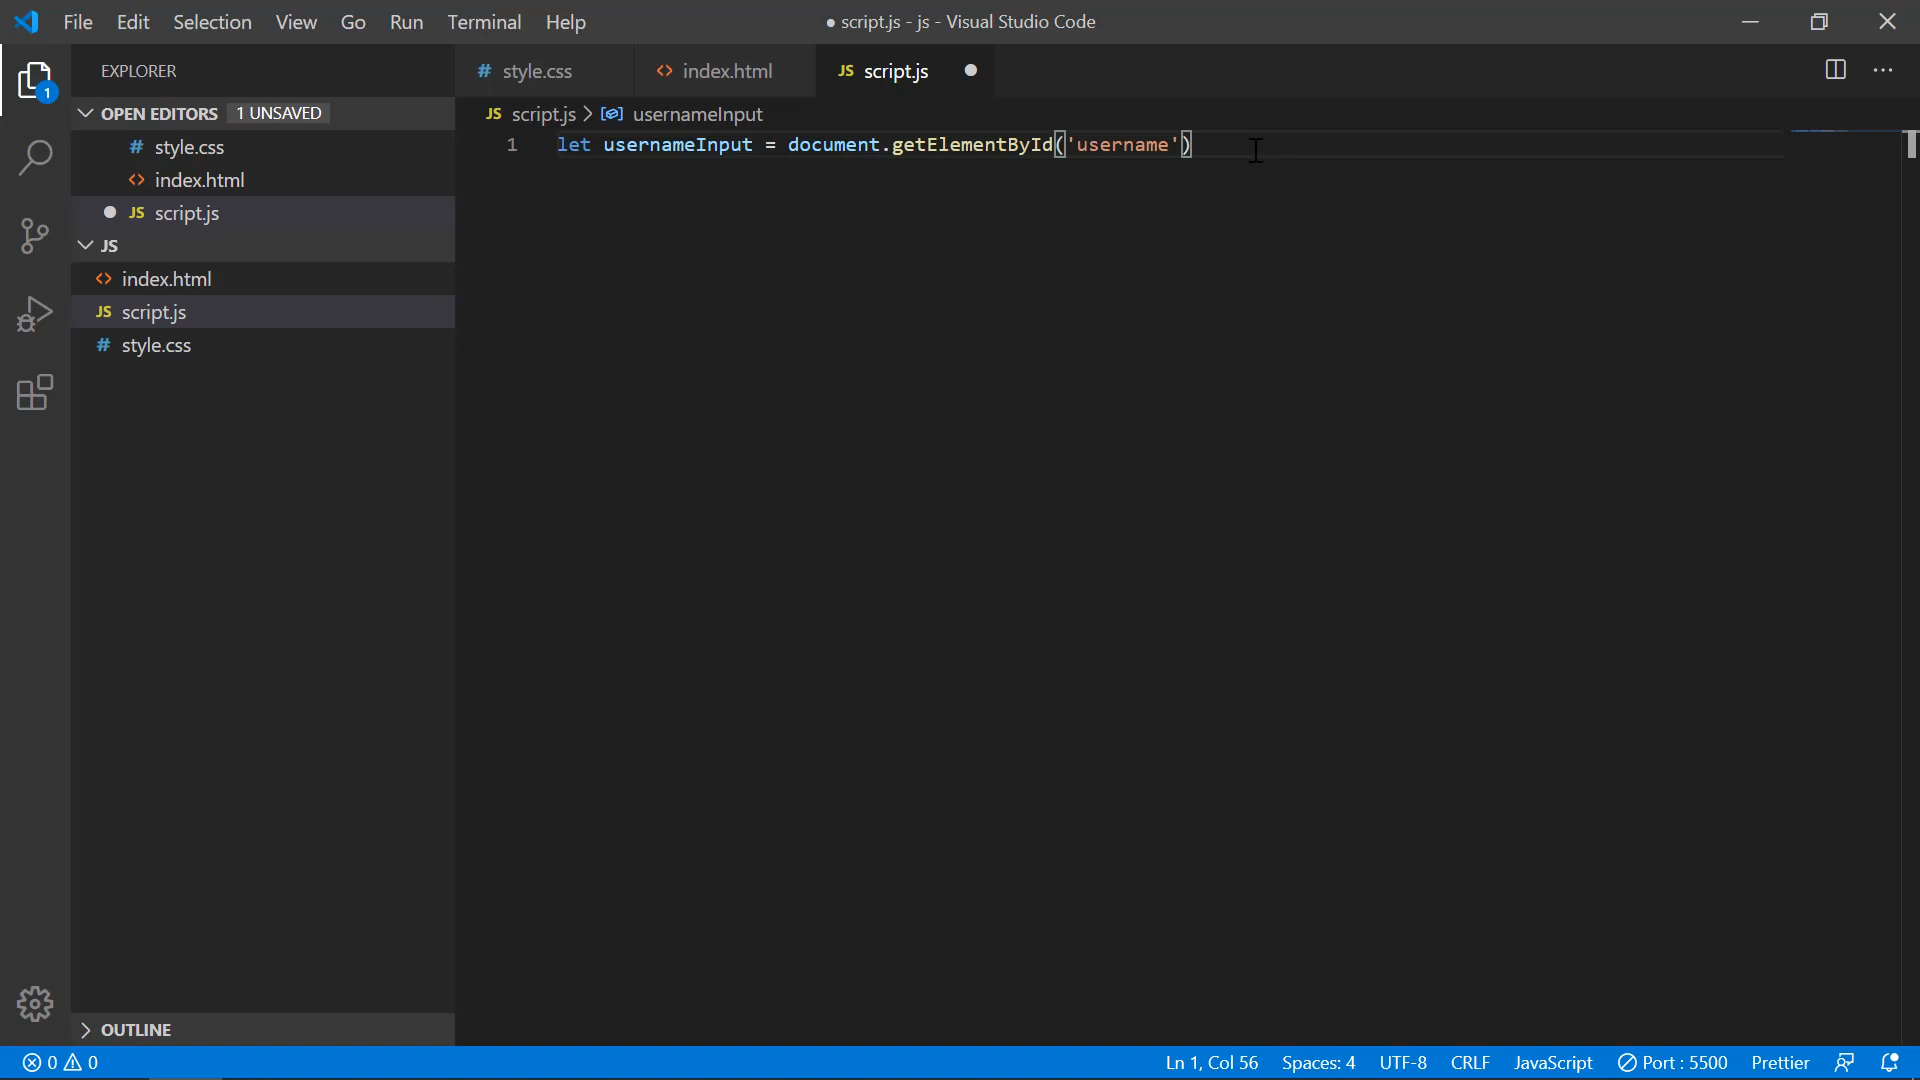 File Edit Selection View Go Run Terminal Help ● script.js - js - Visual Studio Code
EXPLORER
# style.css <> index.html JS script.js ●
OPEN EDITORS 1 UNSAVED
JS script.js > usernameInput
1 let usernameInput = document.getElementById('username')
# style.css
<> index.html
● JS script.js
JS
<> index.html
JS script.js
# style.css
1
OUTLINE
0 0 Ln 1, Col 56 Spaces: 4 UTF-8 CRLF JavaScript Port : 5500 Prettier